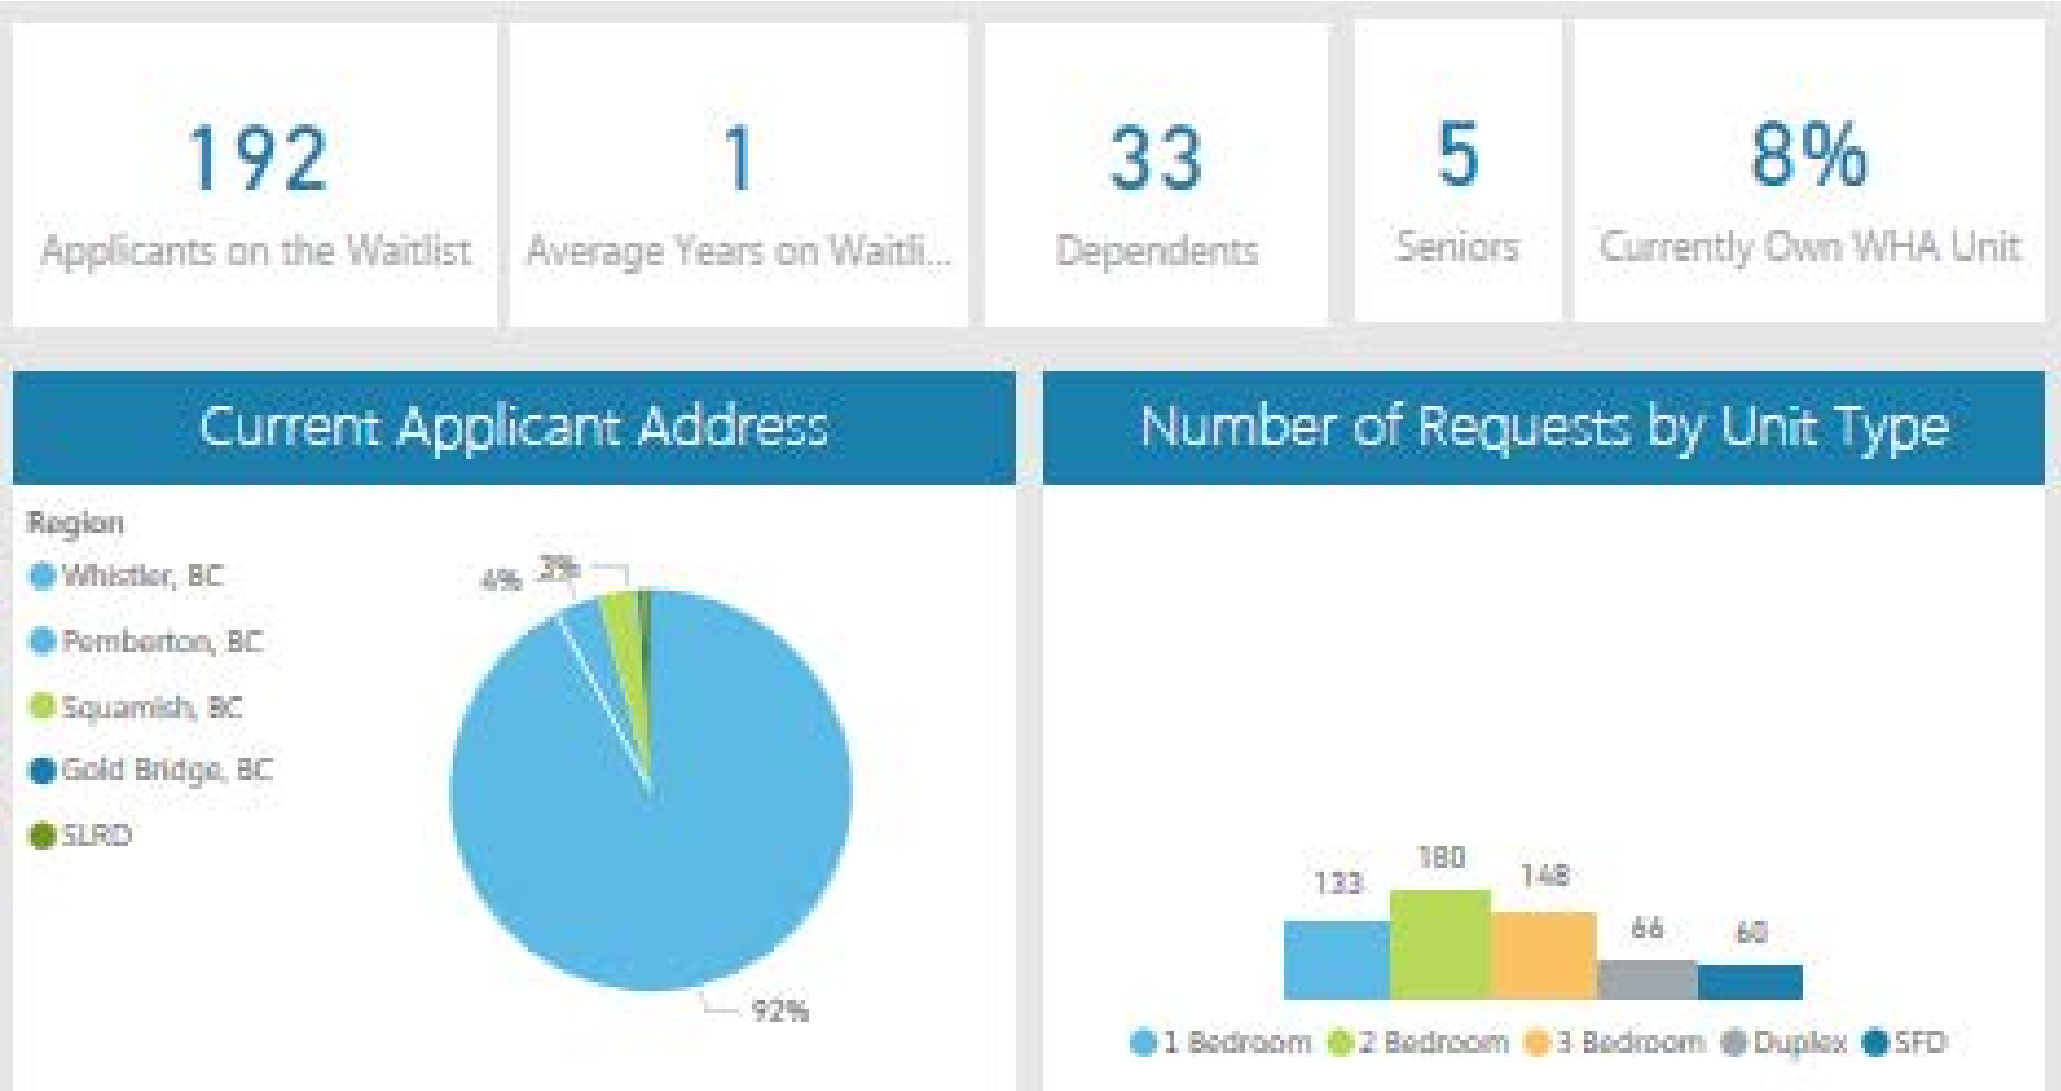 192
Applicants on the Waitlist
1
Average Years on Waitli...
33
Dependents
5
Seniors
8%
Currently Own WHA Unit
Current Applicant Address
Region
Whistler, BC
Pemberton, BC
Squamish, BC
Gold Bridge, BC
SLRD
4%
92%
Number of Requests by Unit Type
133
180
148
66
60
1 Bedroom
2 Bedroom
3 Bedroom
Duplex
SFD